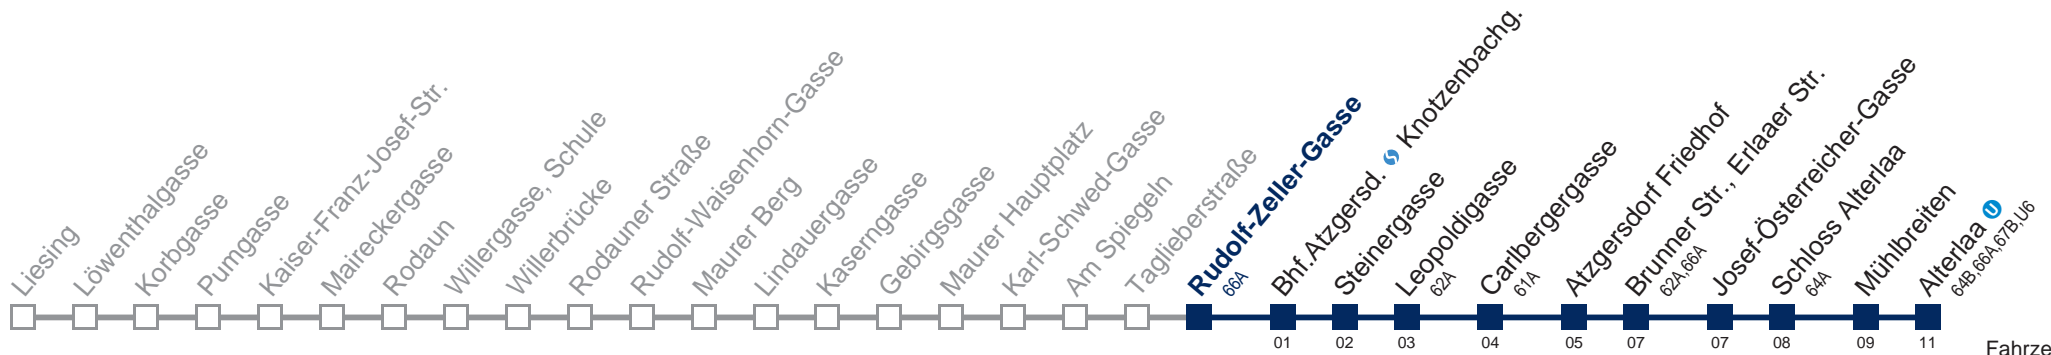 Liesing
Löwenthalgasse
Korbgasse
Pumgasse
Kaiser-Franz-Josef-Str.
Maireckergasse
Rodaun
Willergasse, Schule
Willerbrücke
Rodauner Straße
Rudolf-Waisenhorn-Gasse
Maurer Berg
Lindauergasse
Kaserngasse
Gebirgsgasse
Maurer Hauptplatz
Karl-Schwed-Gasse
Am Spiegeln
Taglieberstraße
Rudolf-Zeller-Gasse
66A
Bhf.Atzgersd. S Knotzenbachg.
01
Steinergasse
02
Leopoldigasse
62A
03
Carlbergergasse
61A
04
Atzgersdorf Friedhof
05
Brunner Str., Erlaaer Str.
62A,66A
07
Josef-Österreicher-Gasse
07
Schloss Alterlaa
64A
08
Mühlbreiten
09
Alterlaa U
64B,66A,67B,U6
11
Fahrze